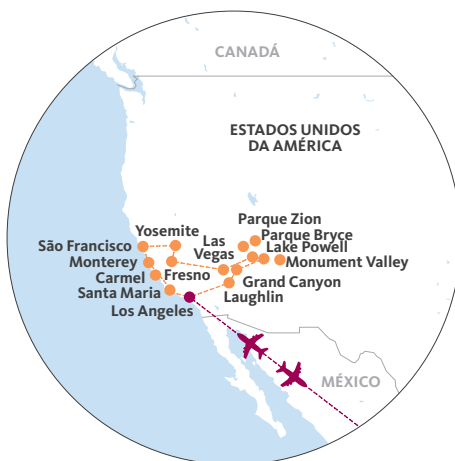 CANADÁ
ESTADOS UNIDOS
DA AMÉRICA
Parque Zion
Parque Bryce
Yosemite
Las
Vegas
Lake Powell
São Francisco
Monterey
Monument Valley
Carmel
Fresno
Grand Canyon
Santa Maria
Laughlin
Los Angeles
MÉXICO